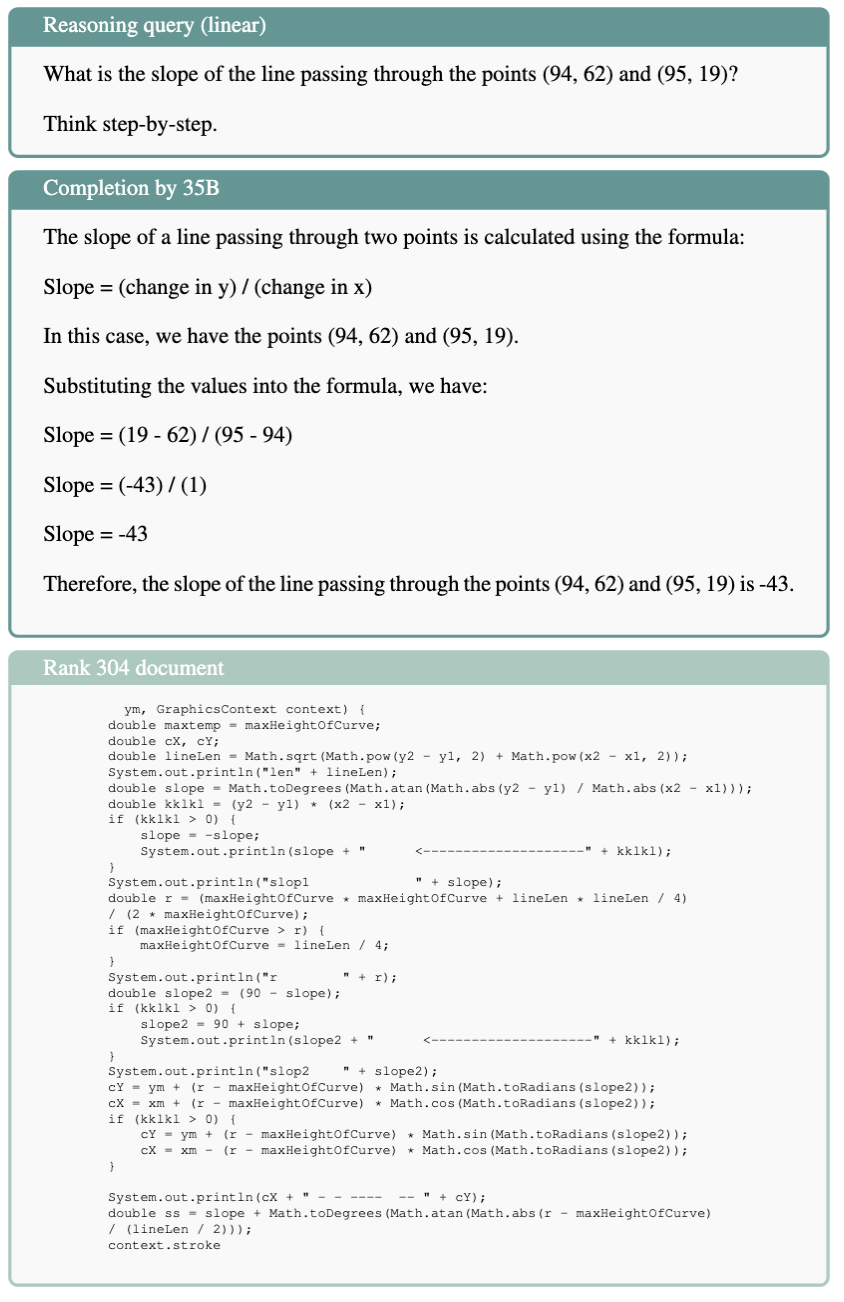 Reasoning query (linear)
What is the slope of the line passing through the points (94, 62) and (95, 19)?
Think step-by-step.
Completion by 35B
The slope of a line passing through two points is calculated using the formula:
Slope = (change in y) / (change in x)
In this case, we have the points (94, 62) and (95, 19).
Substituting the values into the formula, we have:
Slope = (19 - 62) / (95 - 94)
Slope = (-43) / (1)
Slope = -43
Therefore, the slope of the line passing through the points (94, 62) and (95, 19) is -43.
Rank 304 document
  ym, GraphicsContext context) {
double maxtemp = maxHeightOfCurve;
double cX, cY;
double lineLen = Math.sqrt(Math.pow(y2 - y1, 2) + Math.pow(x2 - x1, 2));
System.out.println("len" + lineLen);
double slope = Math.toDegrees(Math.atan(Math.abs(y2 - y1) / Math.abs(x2 - x1)));
double kklkl = (y2 - y1) * (x2 - x1);
if (kklkl > 0) {
    slope = -slope;
    System.out.println(slope + "      <--------------------" + kklkl);
}
System.out.println("slop1             " + slope);
double r = (maxHeightOfCurve * maxHeightOfCurve + lineLen * lineLen / 4)
/ (2 * maxHeightOfCurve);
if (maxHeightOfCurve > r) {
    maxHeightOfCurve = lineLen / 4;
}
System.out.println("r        " + r);
double slope2 = (90 - slope);
if (kklkl > 0) {
    slope2 = 90 + slope;
    System.out.println(slope2 + "      <--------------------" + kklkl);
}
System.out.println("slop2    " + slope2);
cY = ym + (r - maxHeightOfCurve) * Math.sin(Math.toRadians(slope2));
cX = xm + (r - maxHeightOfCurve) * Math.cos(Math.toRadians(slope2));
if (kklkl > 0) {
    cY = ym + (r - maxHeightOfCurve) * Math.sin(Math.toRadians(slope2));
    cX = xm - (r - maxHeightOfCurve) * Math.cos(Math.toRadians(slope2));
}
System.out.println(cX + " - - ----  -- " + cY);
double ss = slope + Math.toDegrees(Math.atan(Math.abs(r - maxHeightOfCurve)
/ (lineLen / 2)));
context.stroke